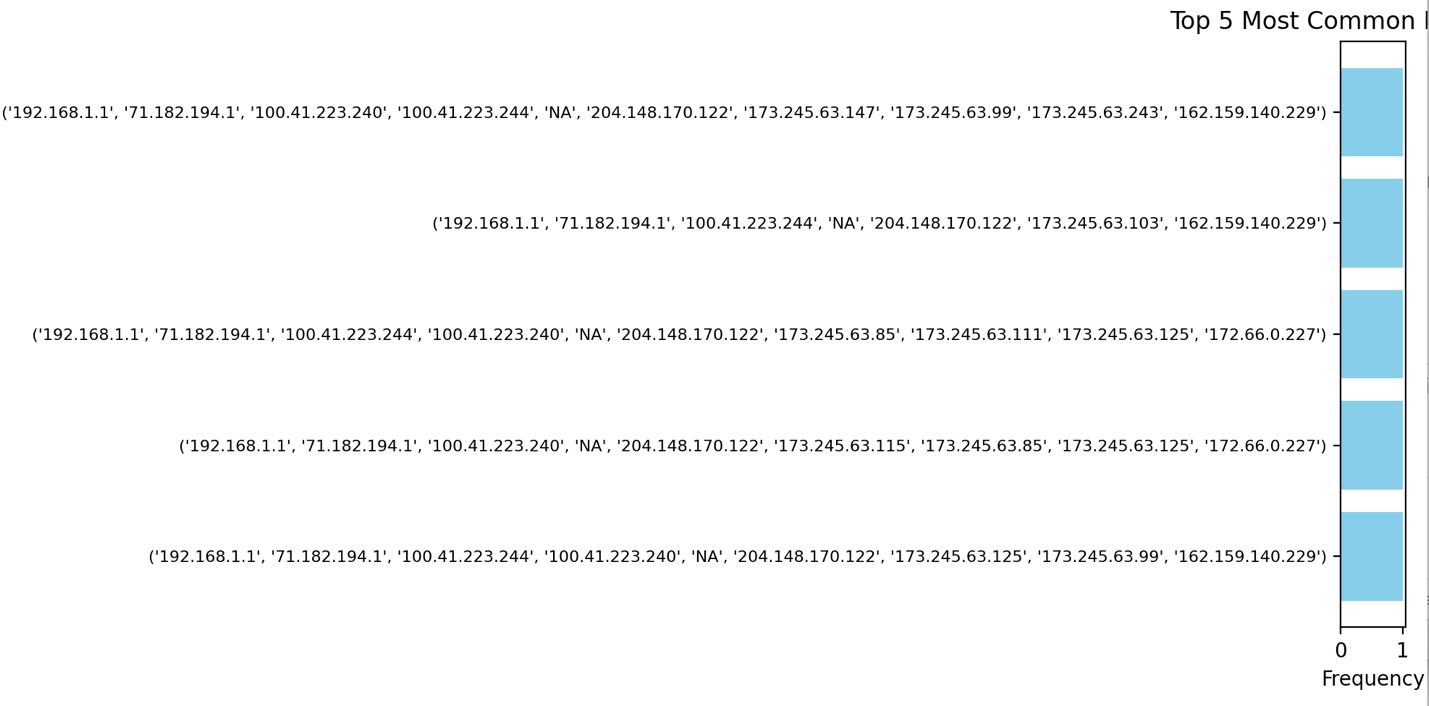 Top 5 Most Common
('192.168.1.1', '71.182.194.1', '100.41.223.240', '100.41.223.244', 'NA', '204.148.170.122', '173.245.63.147', '173.245.63.99', '173.245.63.243', '162.159.140.229')
('192.168.1.1', '71.182.194.1', '100.41.223.244', 'NA', '204.148.170.122', '173.245.63.103', '162.159.140.229')
('192.168.1.1', '71.182.194.1', '100.41.223.244', '100.41.223.240', 'NA', '204.148.170.122', '173.245.63.85', '173.245.63.111', '173.245.63.125', '172.66.0.227')
('192.168.1.1', '71.182.194.1', '100.41.223.240', 'NA', '204.148.170.122', '173.245.63.115', '173.245.63.85', '173.245.63.125', '172.66.0.227')
('192.168.1.1', '71.182.194.1', '100.41.223.244', '100.41.223.240', 'NA', '204.148.170.122', '173.245.63.125', '173.245.63.99', '162.159.140.229')
0 1
Frequency